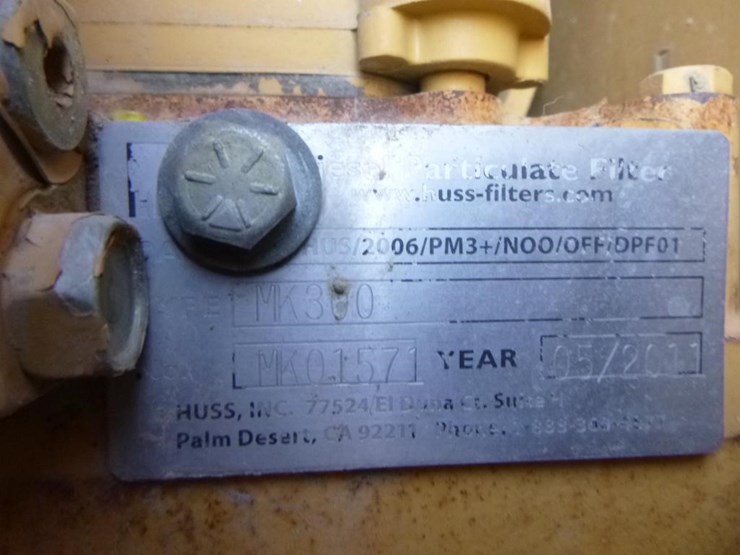 Particulate Filter
www.huss-filters.com
HUS/2006/PM3+/NOO/OFF/DPF01
MK300
MK01571 YEAR 05/2011
HUSS, INC. 77524 El Duna Ct. Suite
Palm Desert, CA 92211 Phone: